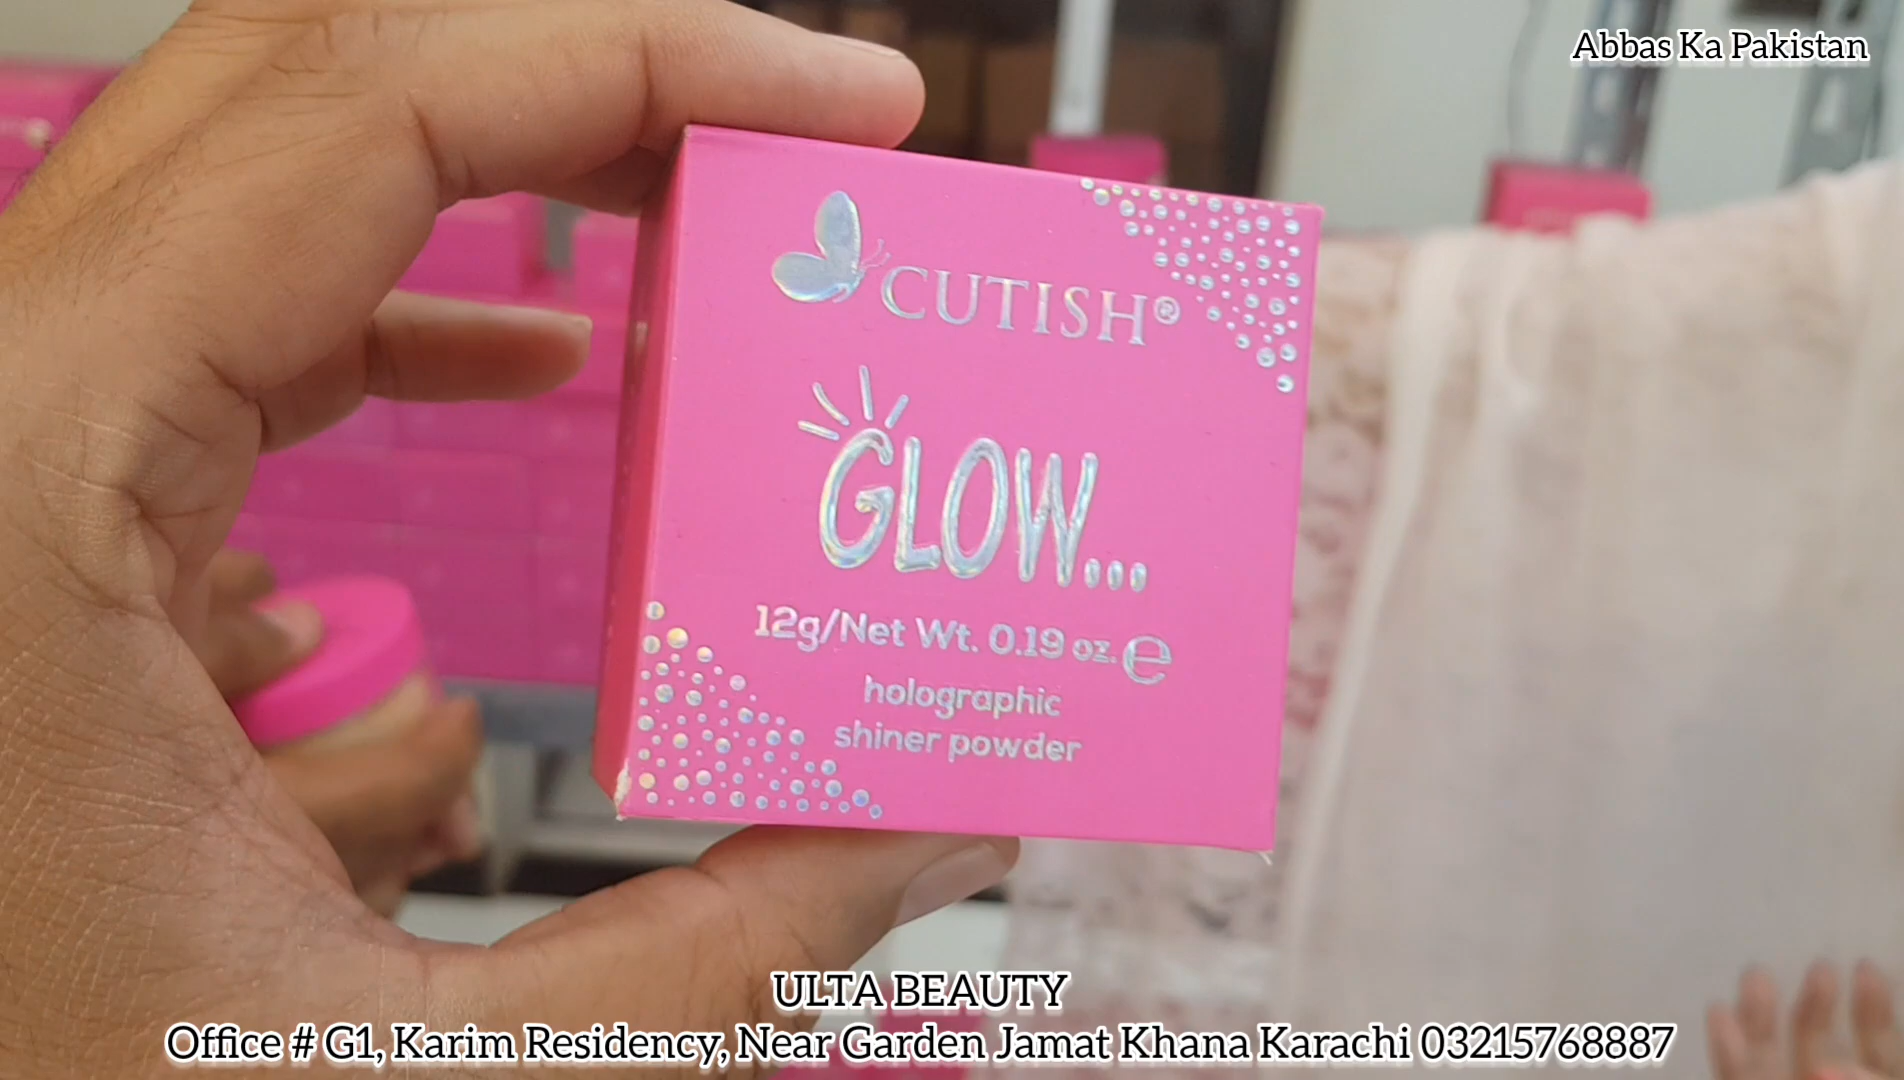 Abbas Ka Pakistan
CUTISH®
GLOW...
12g/Net Wt. 0.19 oz. ℮
holographic
shiner powder
ULTA BEAUTY
Office # G1, Karim Residency, Near Garden Jamat Khana Karachi 03215768887